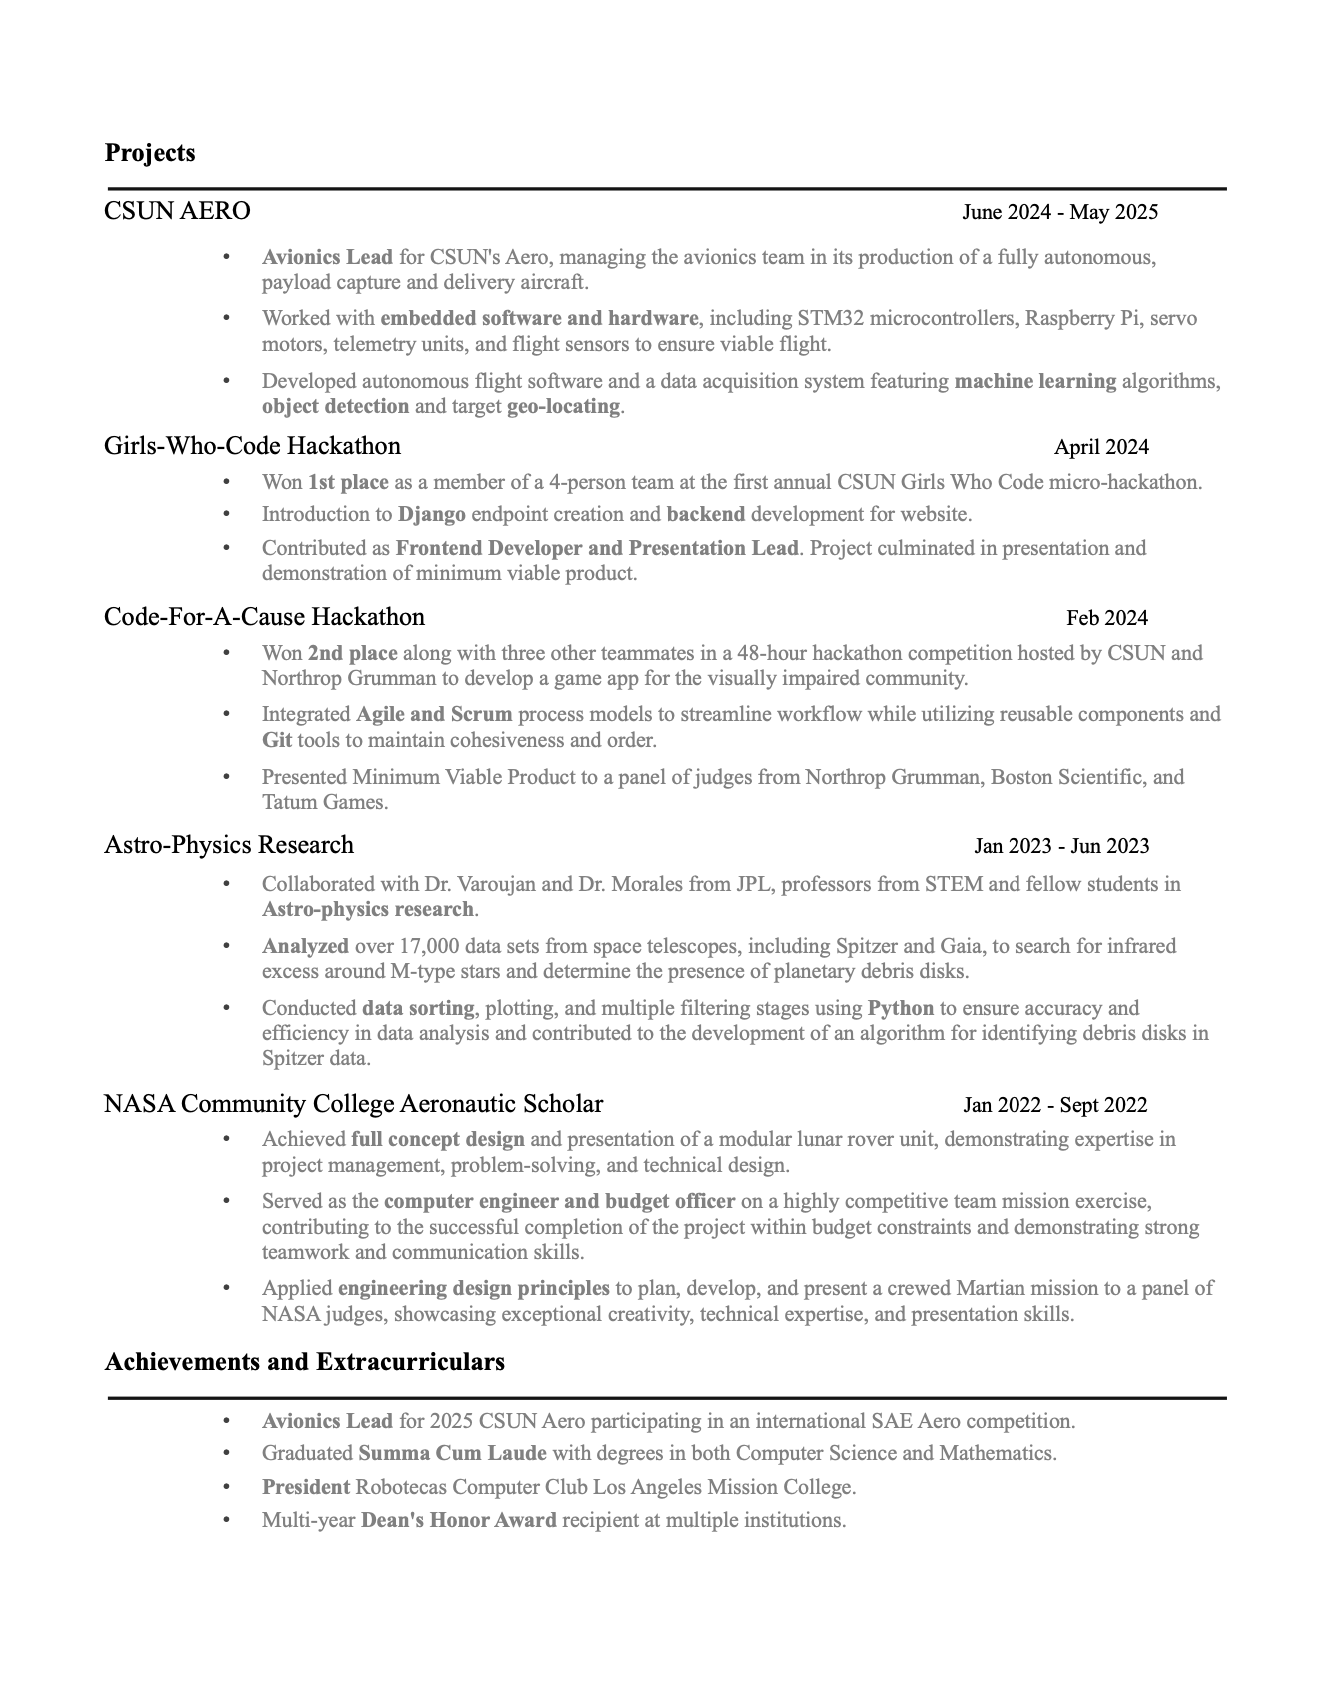 Projects
CSUN AERO June 2024 - May 2025
• Avionics Lead for CSUN's Aero, managing the avionics team in its production of a fully autonomous,
payload capture and delivery aircraft.
• Worked with embedded software and hardware, including STM32 microcontrollers, Raspberry Pi, servo
motors, telemetry units, and flight sensors to ensure viable flight.
• Developed autonomous flight software and a data acquisition system featuring machine learning algorithms,
object detection and target geo-locating.
Girls-Who-Code Hackathon April 2024
• Won 1st place as a member of a 4-person team at the first annual CSUN Girls Who Code micro-hackathon.
• Introduction to Django endpoint creation and backend development for website.
• Contributed as Frontend Developer and Presentation Lead. Project culminated in presentation and
demonstration of minimum viable product.
Code-For-A-Cause Hackathon Feb 2024
• Won 2nd place along with three other teammates in a 48-hour hackathon competition hosted by CSUN and
Northrop Grumman to develop a game app for the visually impaired community.
• Integrated Agile and Scrum process models to streamline workflow while utilizing reusable components and
Git tools to maintain cohesiveness and order.
• Presented Minimum Viable Product to a panel of judges from Northrop Grumman, Boston Scientific, and
Tatum Games.
Astro-Physics Research Jan 2023 - Jun 2023
• Collaborated with Dr. Varoujan and Dr. Morales from JPL, professors from STEM and fellow students in
Astro-physics research.
• Analyzed over 17,000 data sets from space telescopes, including Spitzer and Gaia, to search for infrared
excess around M-type stars and determine the presence of planetary debris disks.
• Conducted data sorting, plotting, and multiple filtering stages using Python to ensure accuracy and
efficiency in data analysis and contributed to the development of an algorithm for identifying debris disks in
Spitzer data.
NASA Community College Aeronautic Scholar Jan 2022 - Sept 2022
• Achieved full concept design and presentation of a modular lunar rover unit, demonstrating expertise in
project management, problem-solving, and technical design.
• Served as the computer engineer and budget officer on a highly competitive team mission exercise,
contributing to the successful completion of the project within budget constraints and demonstrating strong
teamwork and communication skills.
• Applied engineering design principles to plan, develop, and present a crewed Martian mission to a panel of
NASA judges, showcasing exceptional creativity, technical expertise, and presentation skills.
Achievements and Extracurriculars
• Avionics Lead for 2025 CSUN Aero participating in an international SAE Aero competition.
• Graduated Summa Cum Laude with degrees in both Computer Science and Mathematics.
• President Robotecas Computer Club Los Angeles Mission College.
• Multi-year Dean's Honor Award recipient at multiple institutions.